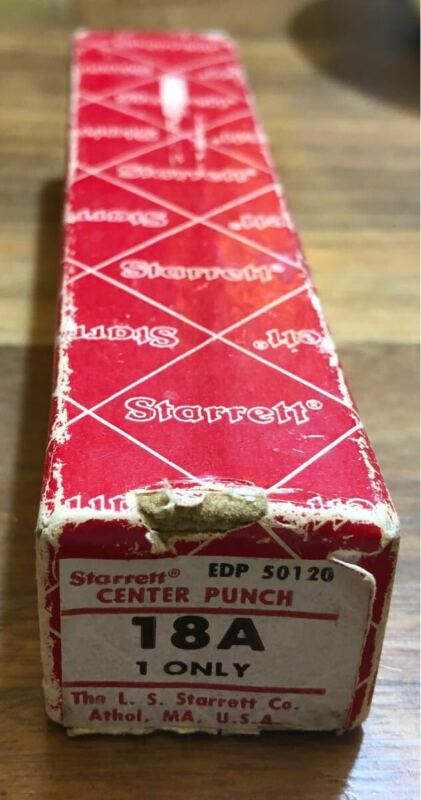 Starrett
Starrett®
Starrett®
Starrett® EDP 50120
CENTER PUNCH
18A
1 ONLY
The L. S. Starrett Co.
Athol, MA, U.S.A